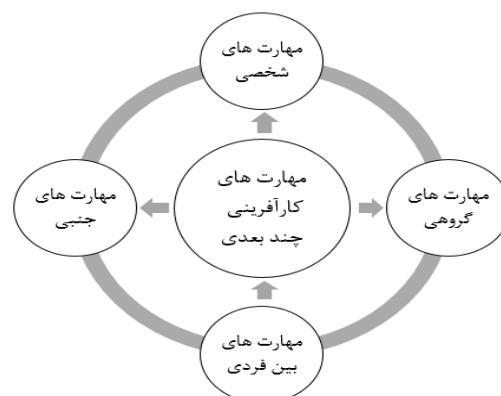 مهارت های
شخصی
مهارت های
گروهی
مهارت های
کارآفرینی
چند بعدی
مهارت های
جنبی
مهارت های
بین فردی